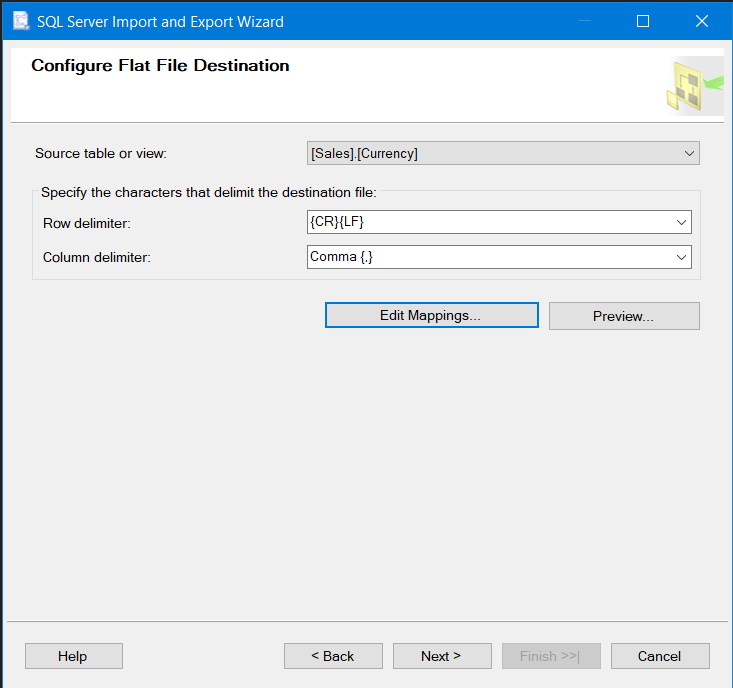 SQL Server Import and Export Wizard
Configure Flat File Destination
Source table or view: [Sales].[Currency]
Specify the characters that delimit the destination file:
Row delimiter: {CR}{LF}
Column delimiter: Comma {,}
Edit Mappings... Preview...
Help < Back Next > Finish >>| Cancel